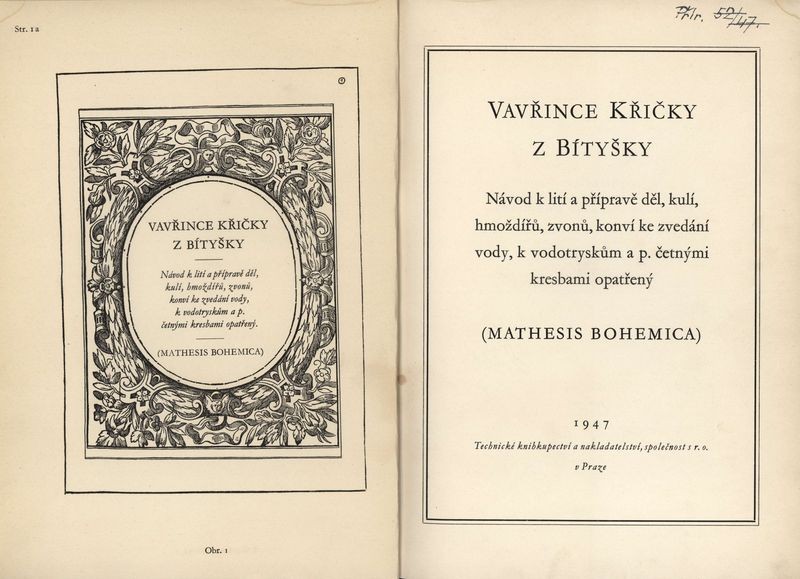 Str. 1a
VAVŘINCE KŘIČKY
Z BÍTYŠKY
Návod k lití a přípravě děl,
kulí, hmoždířů, zvonů,
konví ke zvedání vody,
k vodotryskům a p.
četnými kresbami opatřený.
(MATHESIS BOHEMICA)
Obr. 1
52/47.
VAVŘINCE KŘIČKY
Z BÍTYŠKY
Návod k lití a přípravě děl, kulí,
hmoždířů, zvonů, konví ke zvedání
vody, k vodotryskům a p. četnými
kresbami opatřený
(MATHESIS BOHEMICA)
1947
Technické knihkupectví a nakladatelství, společnost s r. o.
v Praze